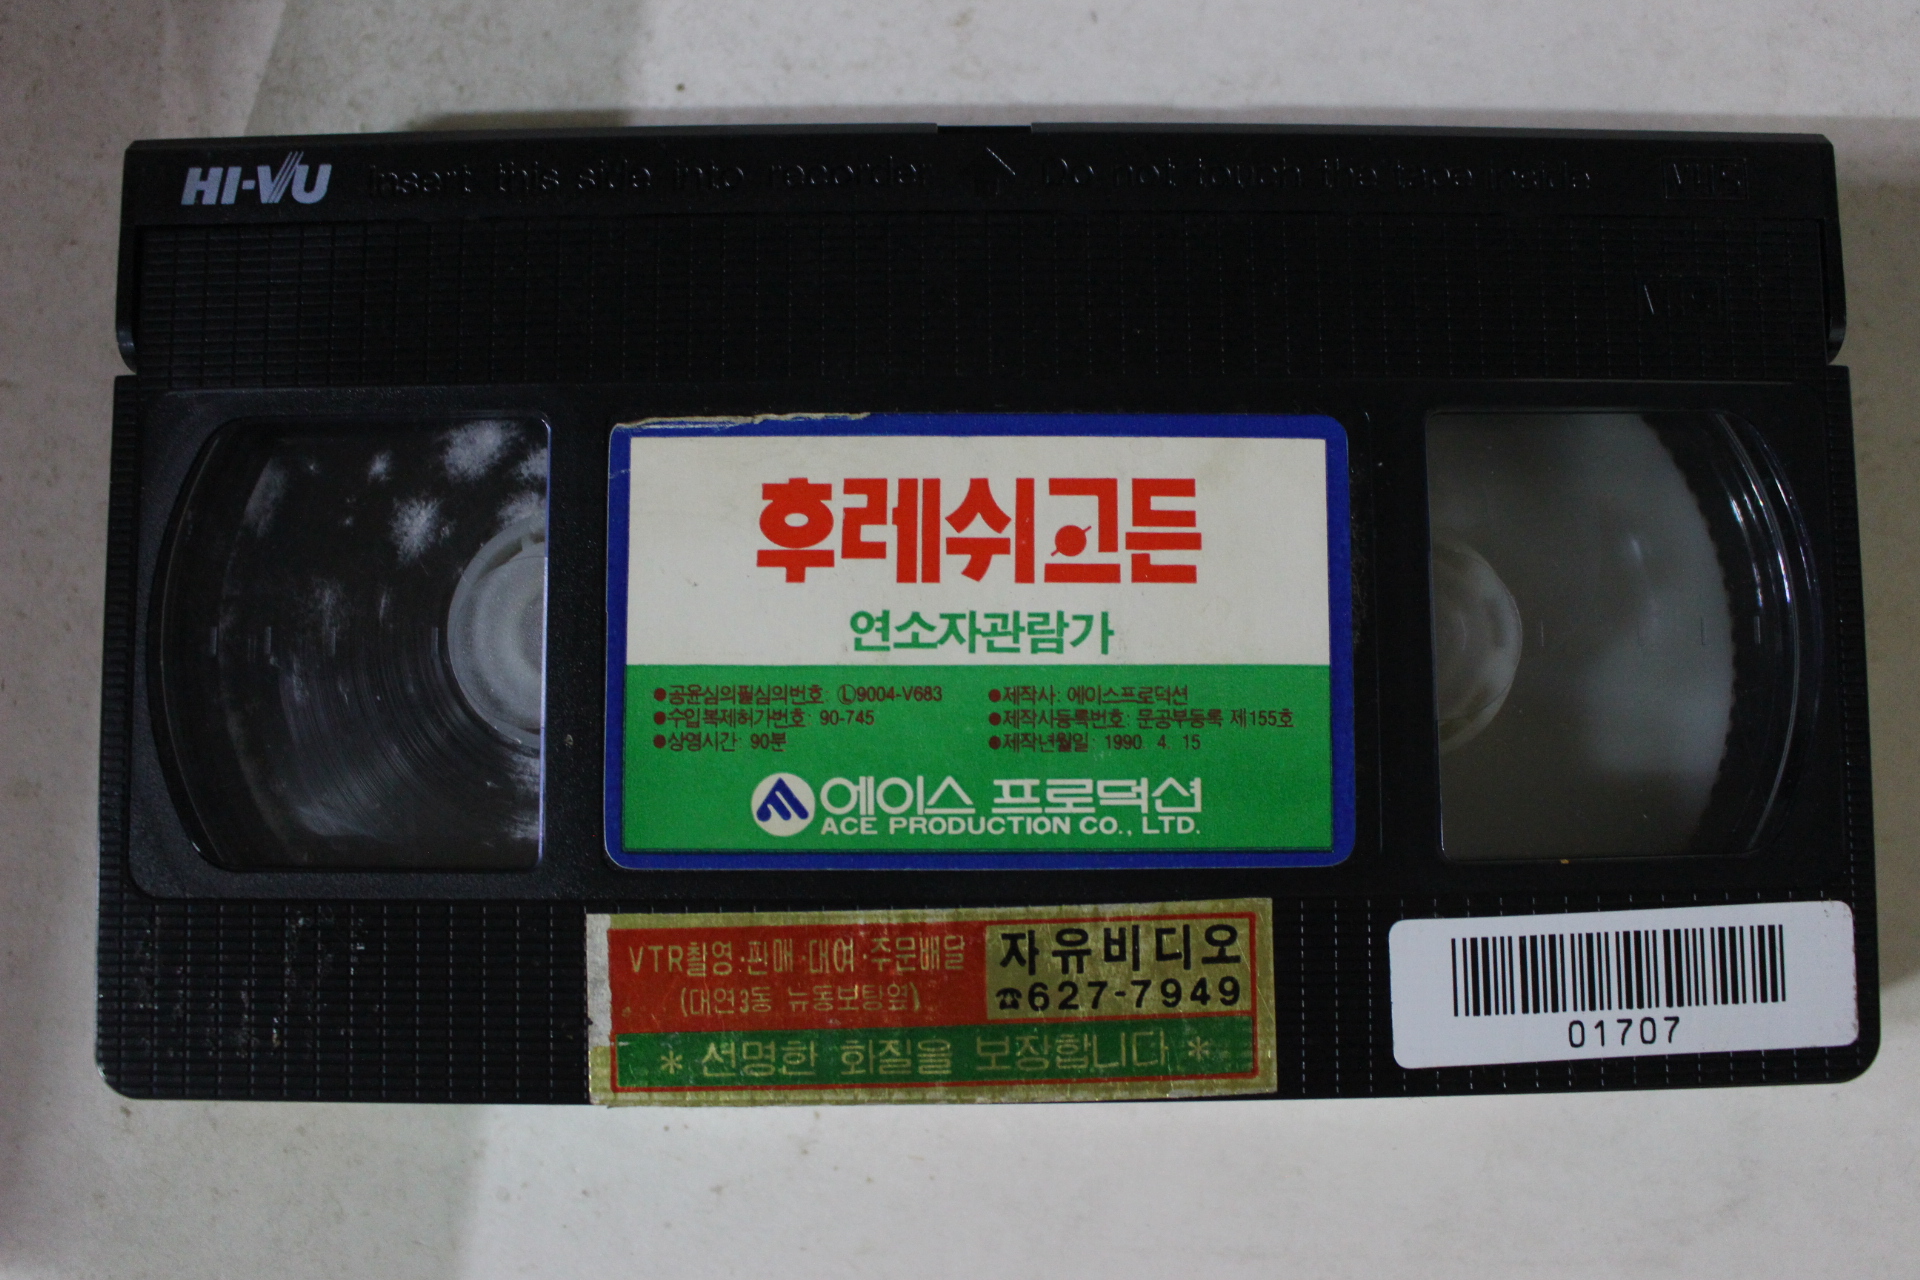 HI-VU Insert this side into recorder Do not touch the tape inside VHS
후레쉬고든
연소자관람가
●공윤심의필심의번호: Ⓛ9004-V683
●수입복제허가번호: 90-745
●상영시간: 90분
●제작사: 에이스프로덕션
●제작사등록번호: 문공부등록 제155호
●제작년월일: 1990. 4. 15
에이스 프로덕션
ACE PRODUCTION CO., LTD.
VTR촬영·판매·대여·주문배달
(대연3동 뉴동보탕옆)
자유비디오
☎627-7949
* 선명한 화질을 보장합니다 *
01707